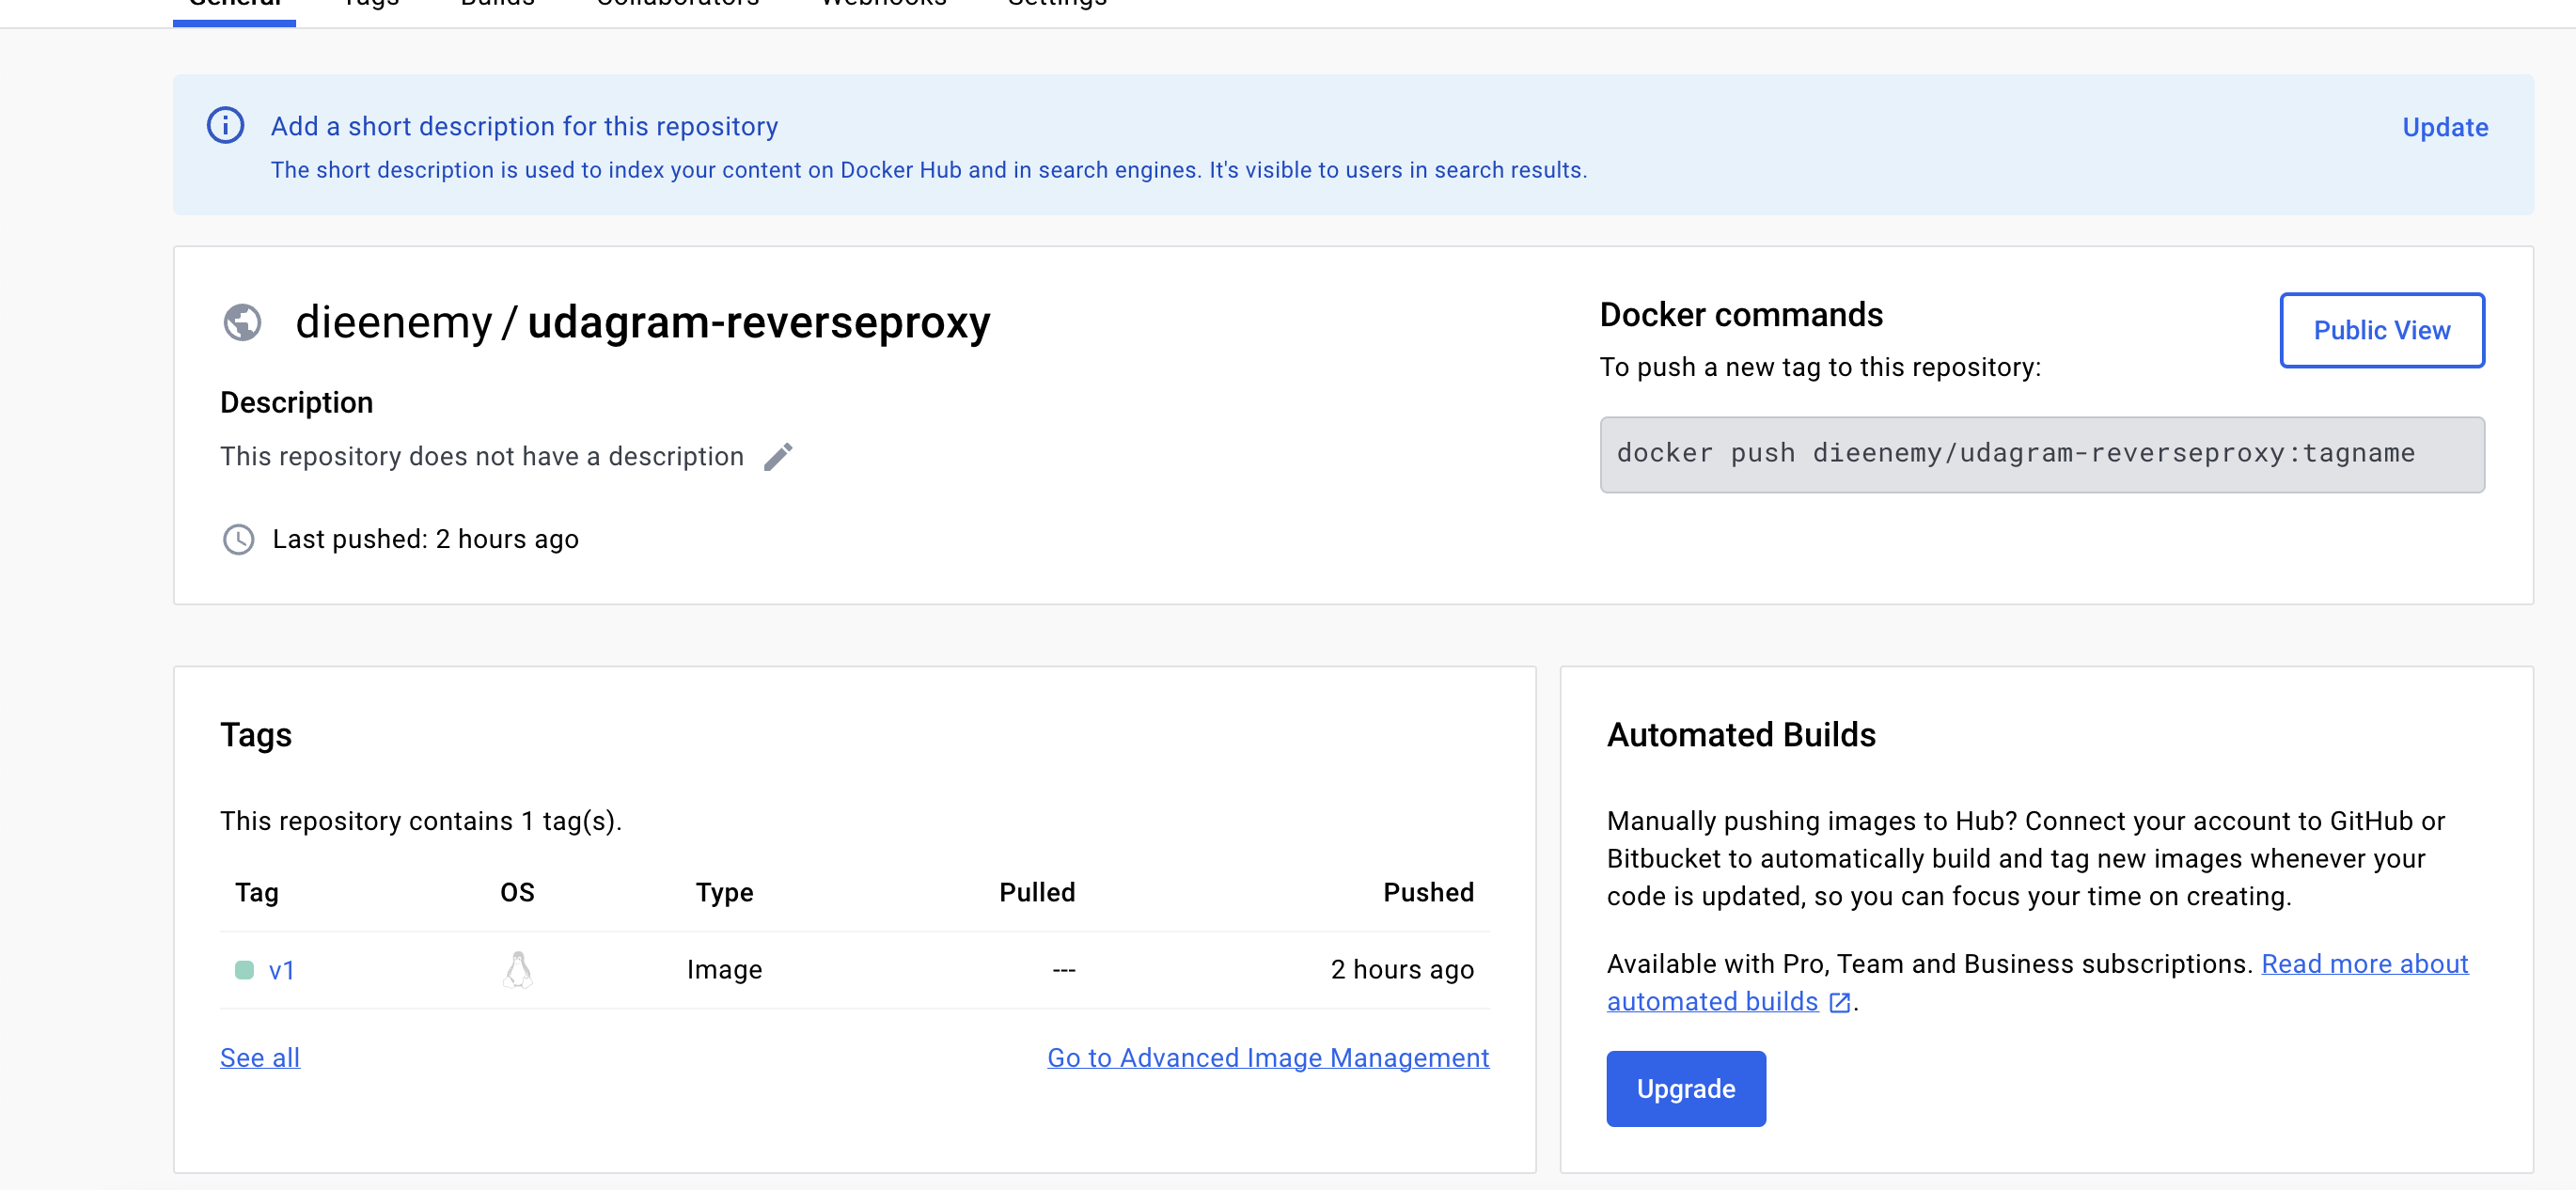 General Tags Builds Collaborators Webhooks Settings
Add a short description for this repository
Update
The short description is used to index your content on Docker Hub and in search engines. It's visible to users in search results.
dieenemy / udagram-reverseproxy
Description
This repository does not have a description
Last pushed: 2 hours ago
Docker commands
Public View
To push a new tag to this repository:
docker push dieenemy/udagram-reverseproxy:tagname
Tags
This repository contains 1 tag(s).
Tag OS Type Pulled Pushed
v1 Image --- 2 hours ago
See all
Go to Advanced Image Management
Automated Builds
Manually pushing images to Hub? Connect your account to GitHub or
Bitbucket to automatically build and tag new images whenever your
code is updated, so you can focus your time on creating.
Available with Pro, Team and Business subscriptions. Read more about
automated builds .
Upgrade